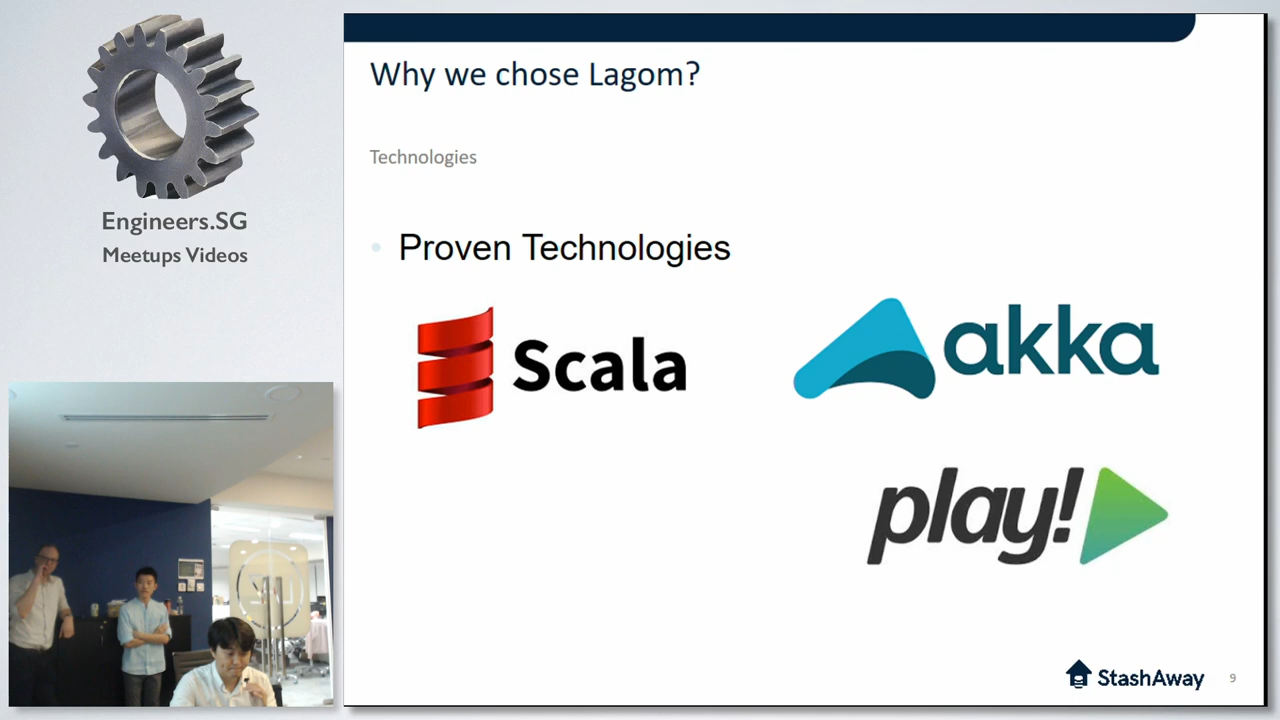 Engineers.SG
Meetups Videos
Why we chose Lagom?
Technologies
• Proven Technologies
Scala
akka
play!
StashAway
9